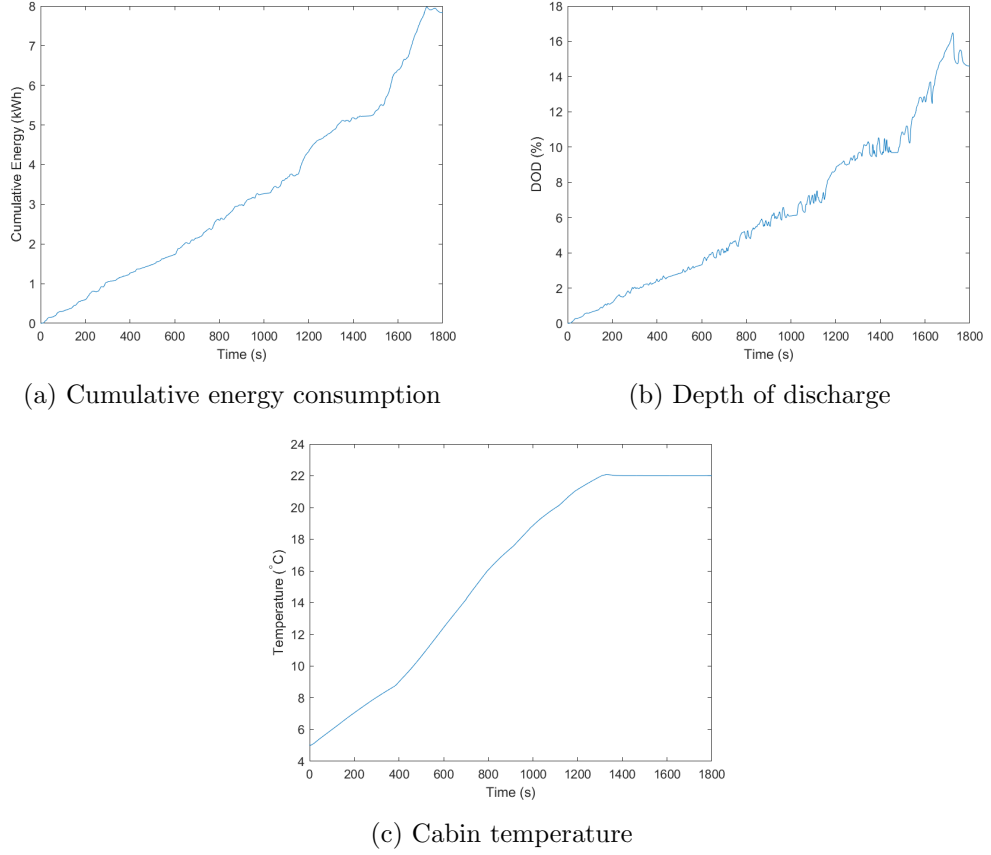 8
7
6
5
4
3
2
1
0
Cumulative Energy (kWh)
0 200 400 600 800 1000 1200 1400 1600 1800
Time (s)
(a) Cumulative energy consumption
18
16
14
12
10
8
6
4
2
0
DOD (%)
0 200 400 600 800 1000 1200 1400 1600 1800
Time (s)
(b) Depth of discharge
24
22
20
18
16
14
12
10
8
6
4
Temperature (°C)
0 200 400 600 800 1000 1200 1400 1600 1800
Time (s)
(c) Cabin temperature